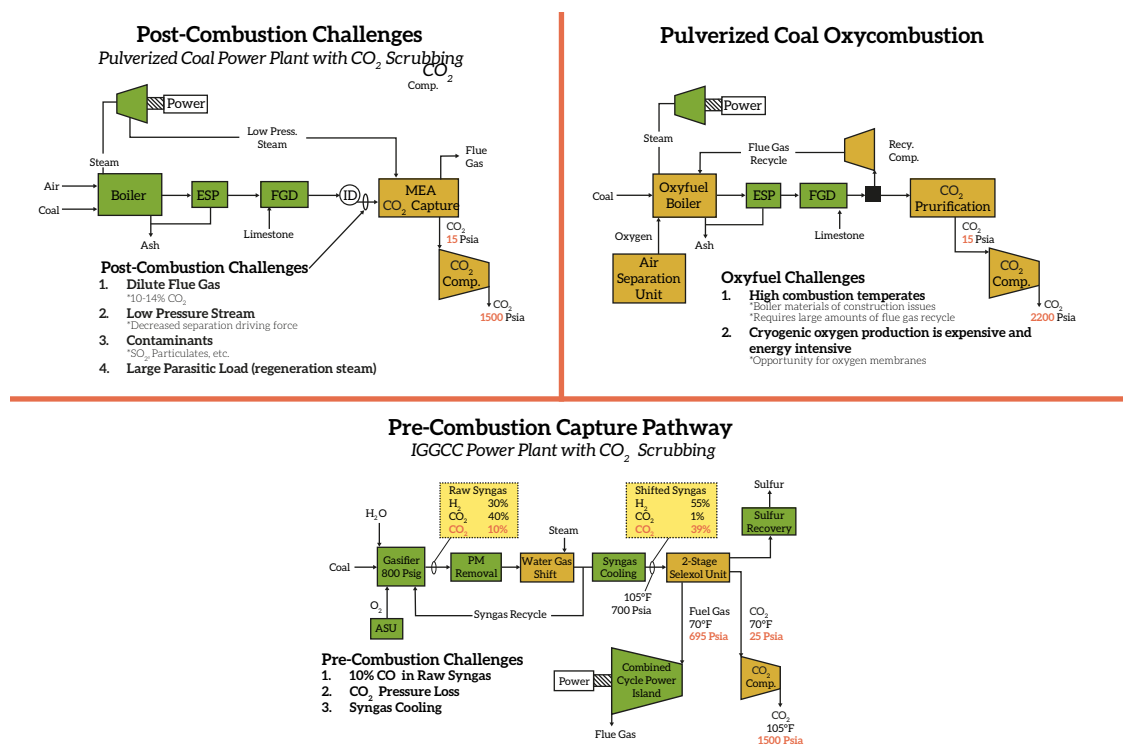 Post-Combustion Challenges
Pulverized Coal Power Plant with CO₂ Scrubbing
CO₂
Comp.
Power
Low Press.
Steam
Steam
Flue
Gas
Air
Coal
Boiler
ESP
FGD
ID
MEA
CO₂ Capture
Ash
Limestone
CO₂
15 Psia
CO₂
Comp.
CO₂
1500 Psia
Post-Combustion Challenges
1. Dilute Flue Gas
*10-14% CO₂
2. Low Pressure Stream
*Decreased separation driving force
3. Contaminants
*SO₂, Particulates, etc.
4. Large Parasitic Load (regeneration steam)
Pulverized Coal Oxycombustion
Power
Steam
Flue Gas
Recycle
Recy.
Comp.
Coal
Oxyfuel
Boiler
ESP
FGD
CO₂
Prurification
Oxygen
Ash
Limestone
CO₂
15 Psia
Air
Separation
Unit
CO₂
Comp.
CO₂
2200 Psia
Oxyfuel Challenges
1. High combustion temperates
*Boiler materials of construction issues
*Requires large amounts of flue gas recycle
2. Cryogenic oxygen production is expensive and
energy intensive
*Opportunity for oxygen membranes
Pre-Combustion Capture Pathway
IGGCC Power Plant with CO₂ Scrubbing
Raw Syngas
H₂ 30%
CO₂ 40%
CO₂ 10%
Shifted Syngas
H₂ 55%
CO₂ 1%
CO₂ 39%
Sulfur
Sulfur
Recovery
H₂O
Steam
Coal
Gasifier
800 Psig
PM
Removal
Water Gas
Shift
Syngas
Cooling
2-Stage
Selexol Unit
105°F
700 Psia
O₂
Syngas Recycle
ASU
Fuel Gas
70°F
695 Psia
CO₂
70°F
25 Psia
Pre-Combustion Challenges
1. 10% CO in Raw Syngas
2. CO₂ Pressure Loss
3. Syngas Cooling
Power
Combined
Cycle Power
Island
CO₂
Comp.
Flue Gas
CO₂
105°F
1500 Psia